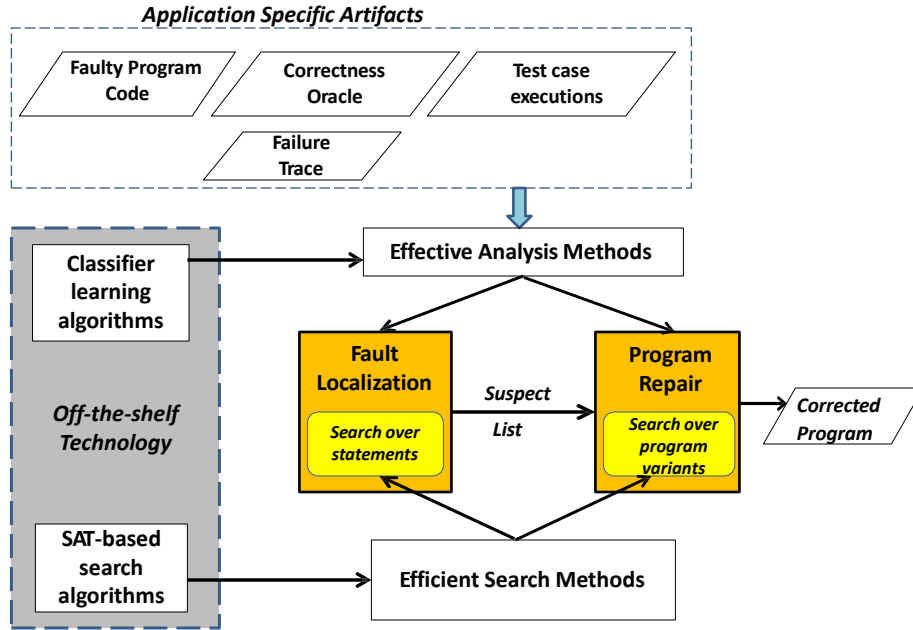 Application Specific Artifacts
Faulty Program
Code
Correctness
Oracle
Test case
executions
Failure
Trace
Effective Analysis Methods
Classifier
learning
algorithms
Off-the-shelf
Technology
SAT-based
search
algorithms
Fault
Localization
Search over
statements
Suspect
List
Program
Repair
Search over
program
variants
Corrected
Program
Efficient Search Methods